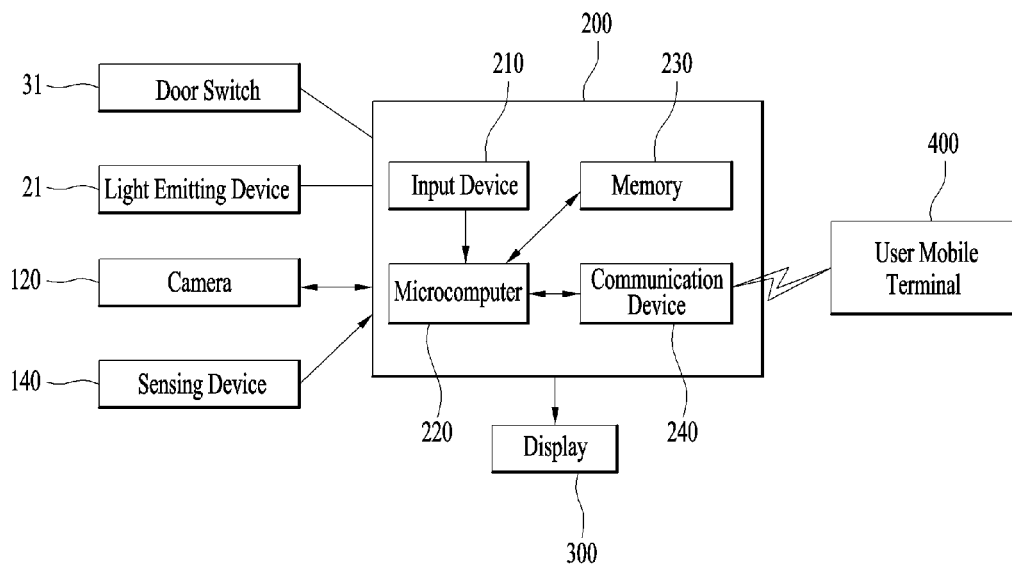 200
210
230
31
Door Switch
400
21
Light Emitting Device
Input Device
Memory
User Mobile
Terminal
120
Camera
Microcomputer
Communication
Device
140
Sensing Device
220
240
Display
300